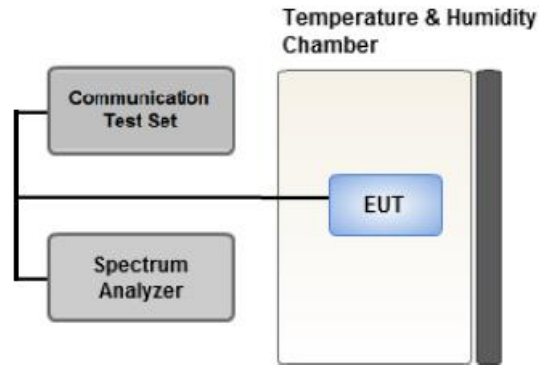 Temperature & Humidity
Chamber
Communication
Test Set
EUT
Spectrum
Analyzer